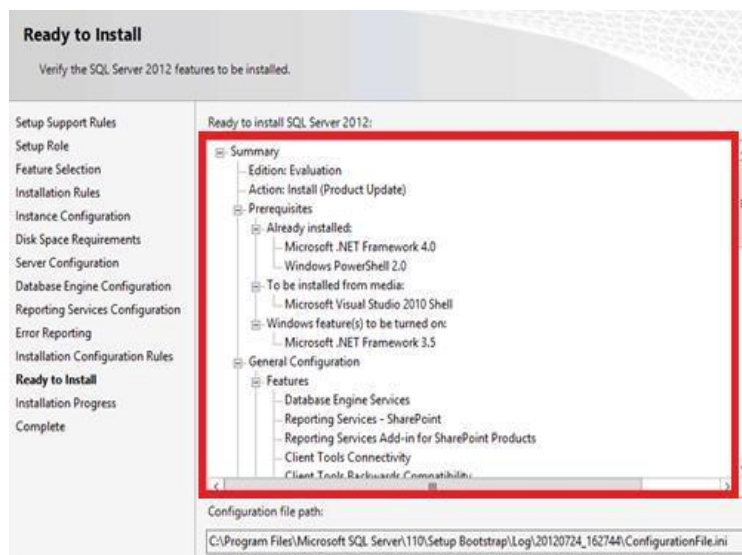 Ready to Install
Verify the SQL Server 2012 features to be installed.
Setup Support Rules
Setup Role
Feature Selection
Installation Rules
Instance Configuration
Disk Space Requirements
Server Configuration
Database Engine Configuration
Reporting Services Configuration
Error Reporting
Installation Configuration Rules
Ready to Install
Installation Progress
Complete
Ready to install SQL Server 2012:
Summary
Edition: Evaluation
Action: Install (Product Update)
Prerequisites
Already installed:
Microsoft .NET Framework 4.0
Windows PowerShell 2.0
To be installed from media:
Microsoft Visual Studio 2010 Shell
Windows feature(s) to be turned on:
Microsoft .NET Framework 3.5
General Configuration
Features
Database Engine Services
Reporting Services - SharePoint
Reporting Services Add-in for SharePoint Products
Client Tools Connectivity
Client Tools Backwards Compatibility
Configuration file path:
C:\Program Files\Microsoft SQL Server\110\Setup Bootstrap\Log\20120724_162744\ConfigurationFile.ini